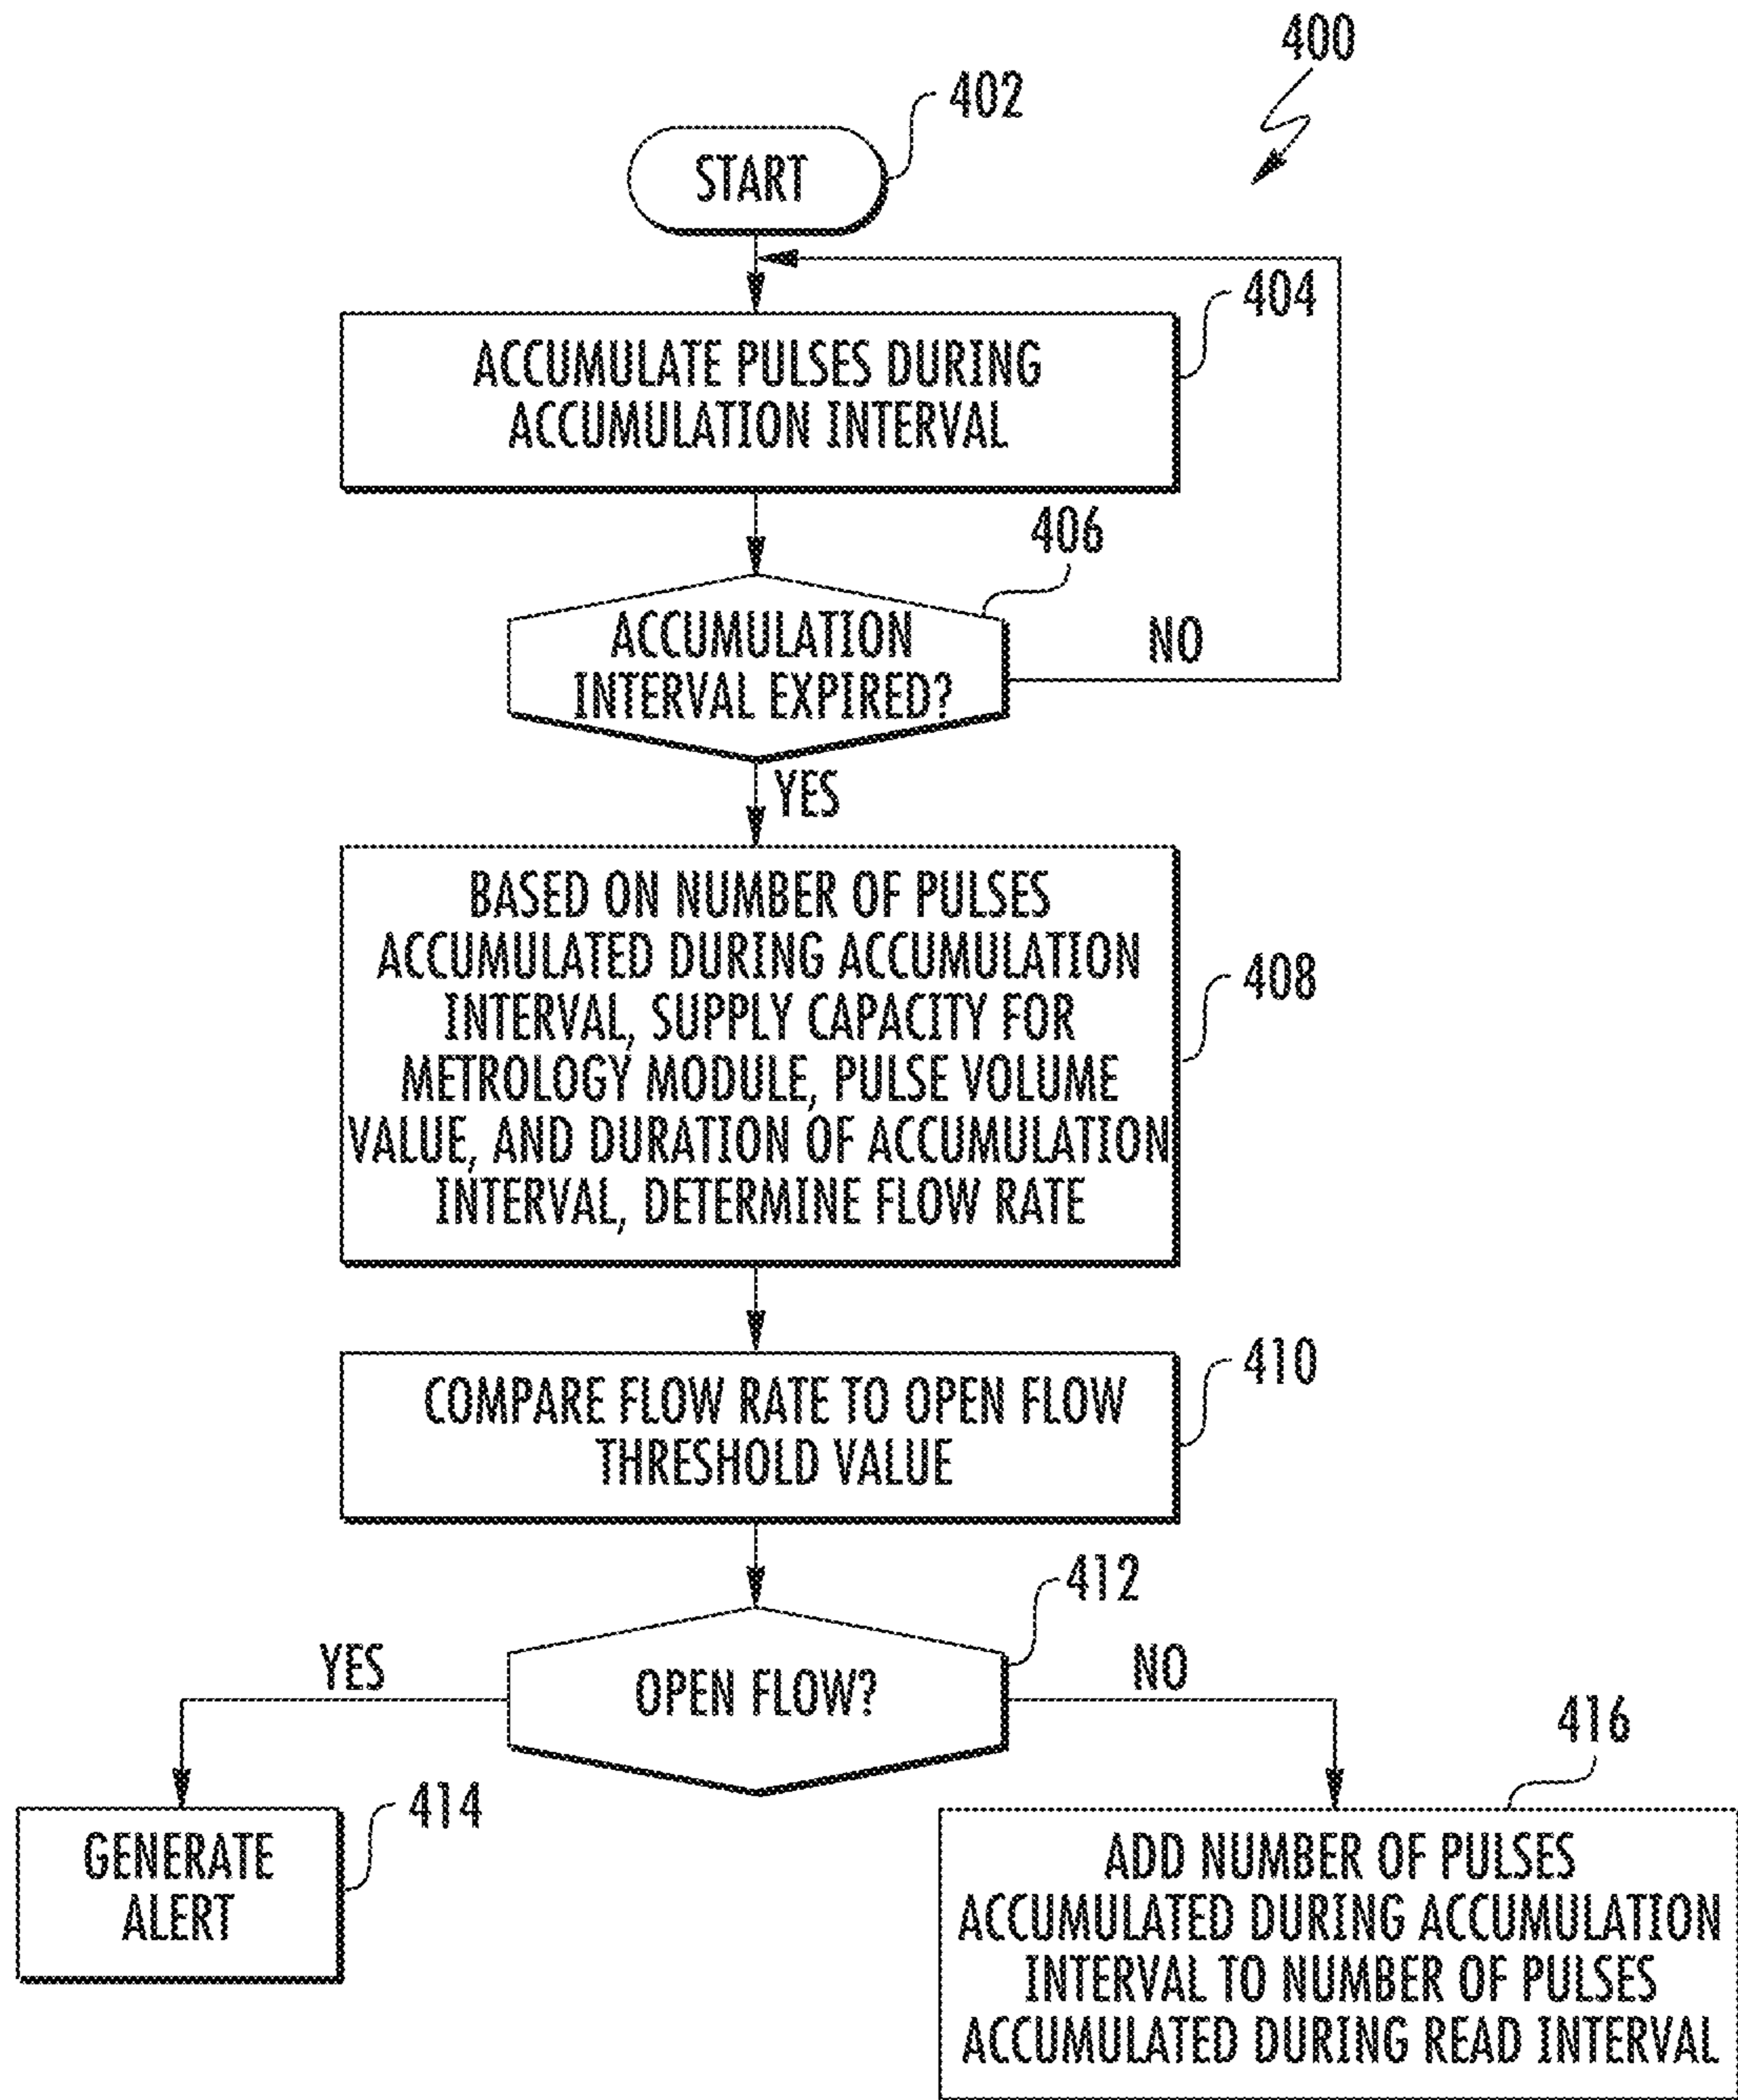 400
402
START
404
ACCUMULATE PULSES DURING
ACCUMULATION INTERVAL
406
ACCUMULATION
INTERVAL EXPIRED?
NO
YES
BASED ON NUMBER OF PULSES
ACCUMULATED DURING ACCUMULATION
INTERVAL, SUPPLY CAPACITY FOR
METROLOGY MODULE, PULSE VOLUME
VALUE, AND DURATION OF ACCUMULATION
INTERVAL, DETERMINE FLOW RATE
408
COMPARE FLOW RATE TO OPEN FLOW
THRESHOLD VALUE
410
412
YES
OPEN FLOW?
NO
414
GENERATE
ALERT
416
ADD NUMBER OF PULSES
ACCUMULATED DURING ACCUMULATION
INTERVAL TO NUMBER OF PULSES
ACCUMULATED DURING READ INTERVAL